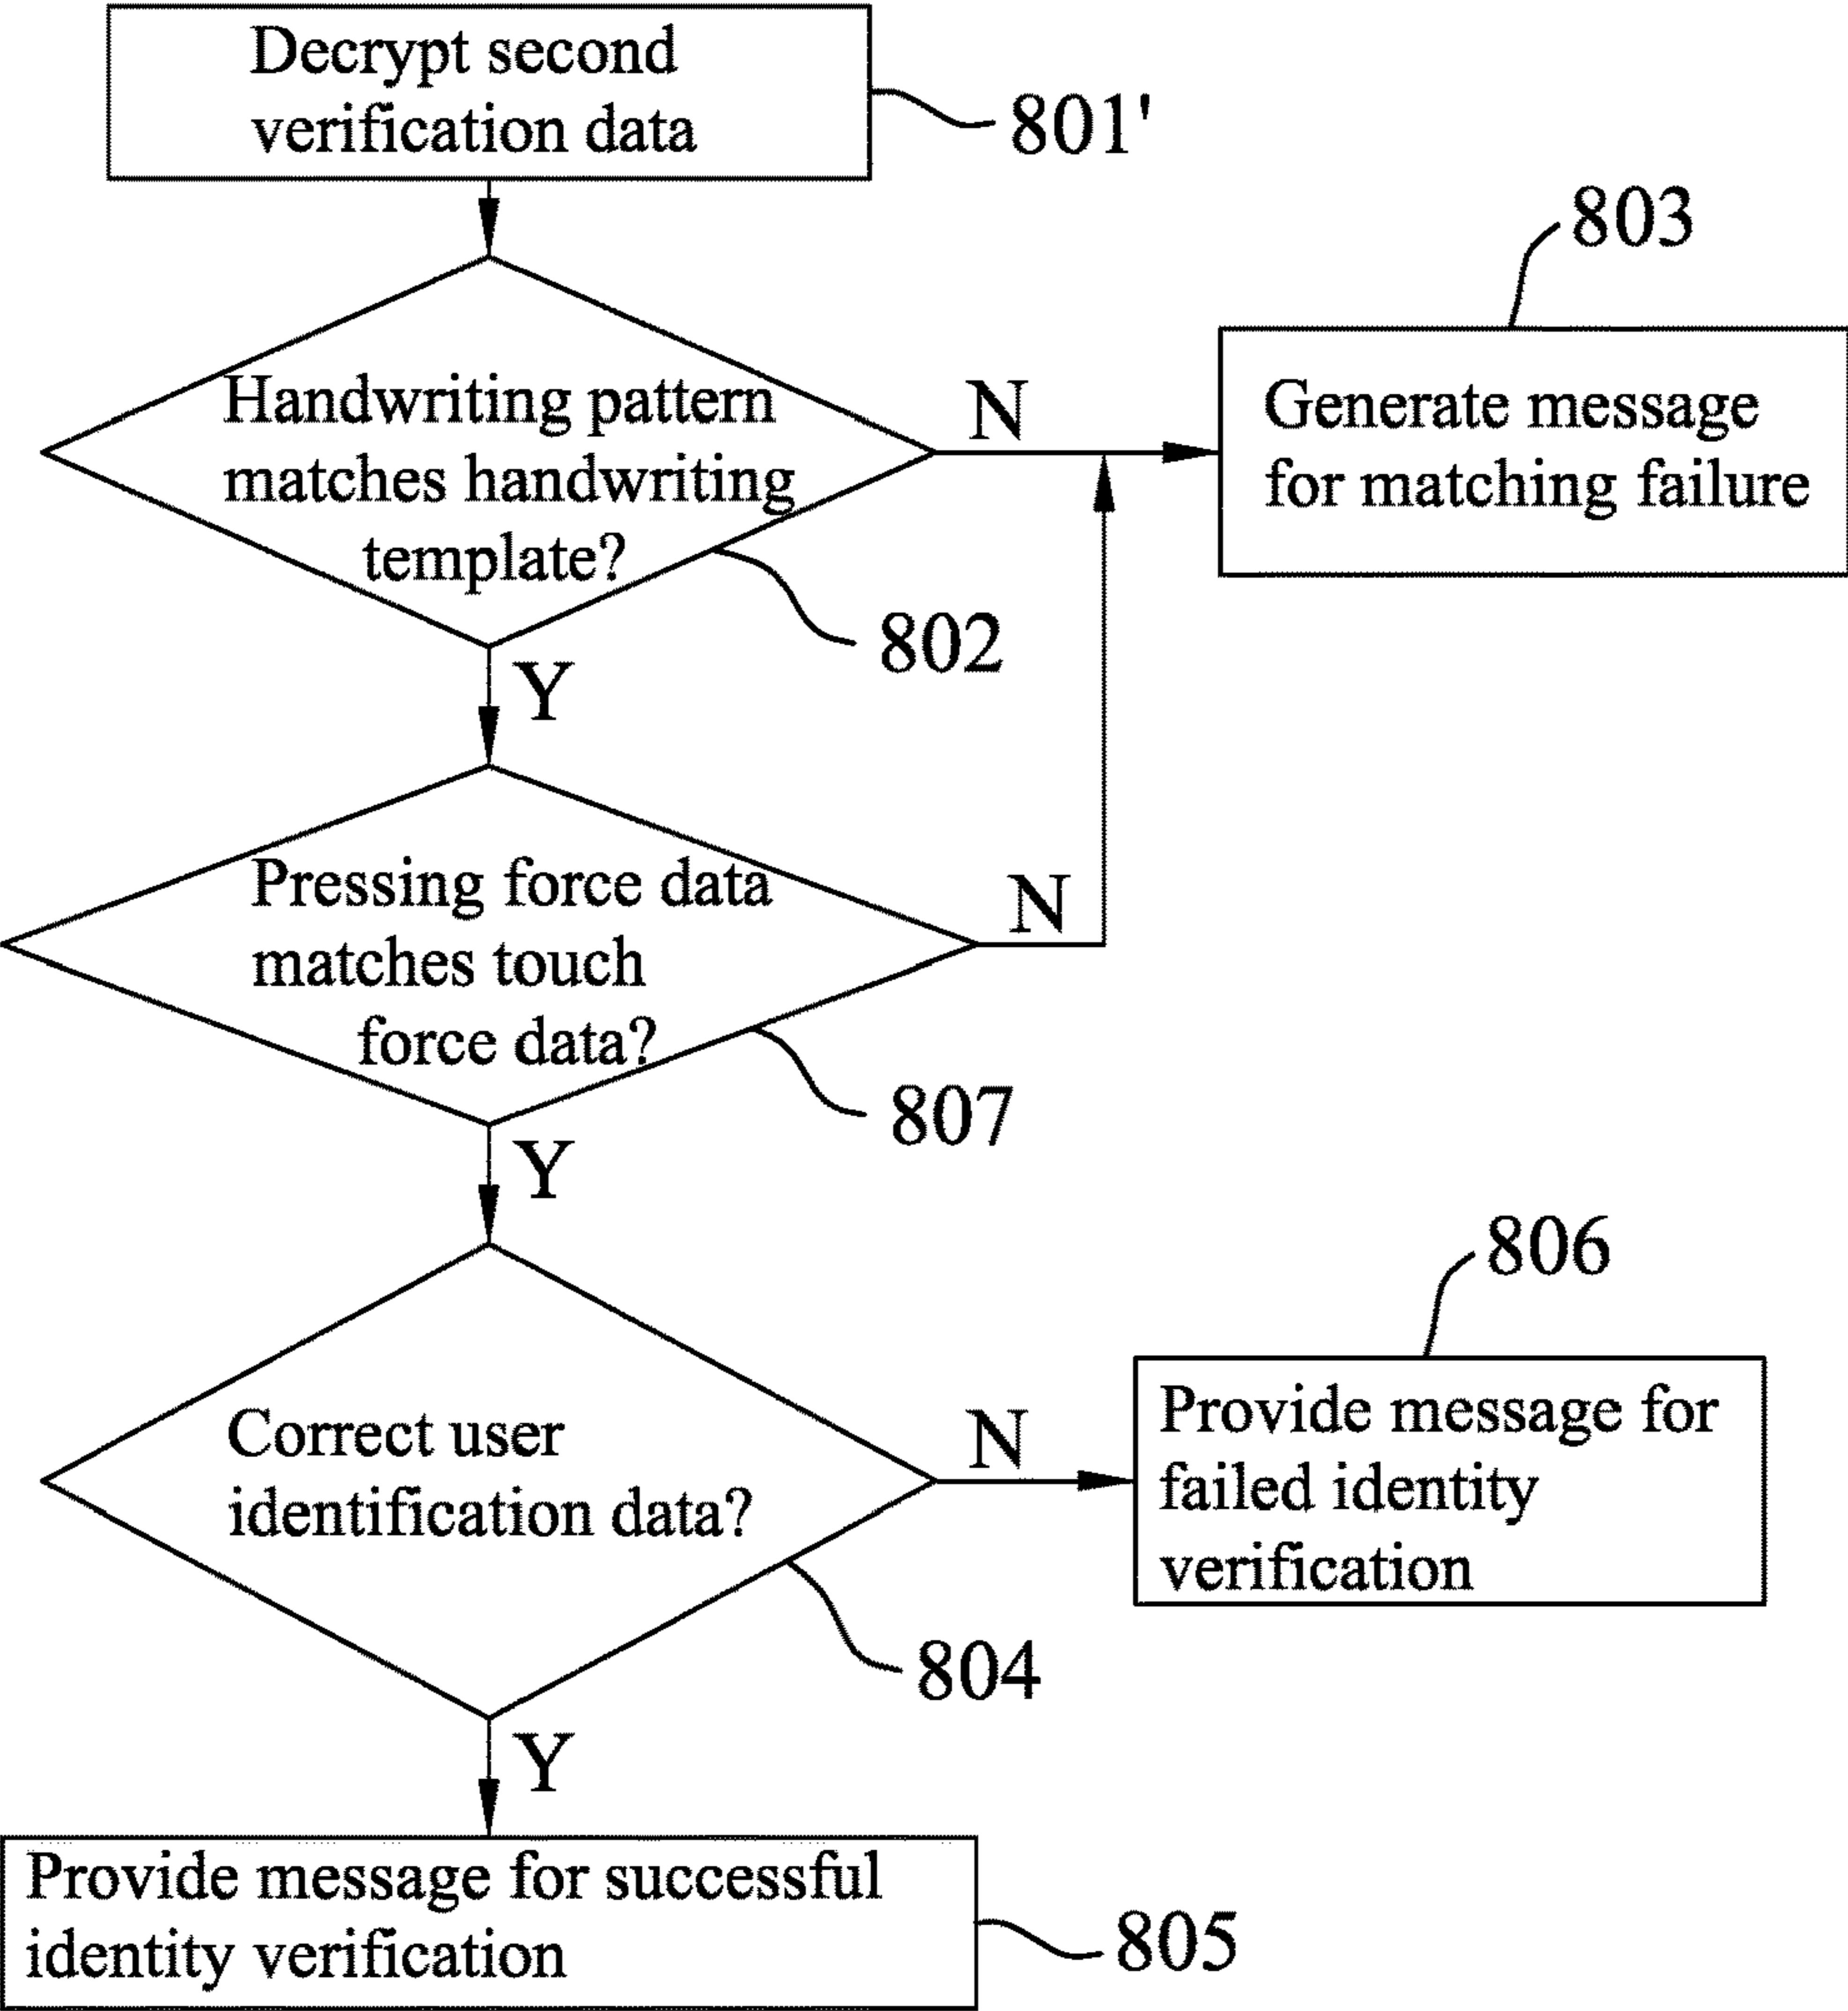 Decrypt second
verification data
801'
803
Handwriting pattern
matches handwriting
template?
N
Generate message
for matching failure
802
Y
Pressing force data
matches touch
force data?
N
807
Y
806
Correct user
identification data?
N
Provide message for
failed identity
verification
804
Y
Provide message for successful
identity verification
805